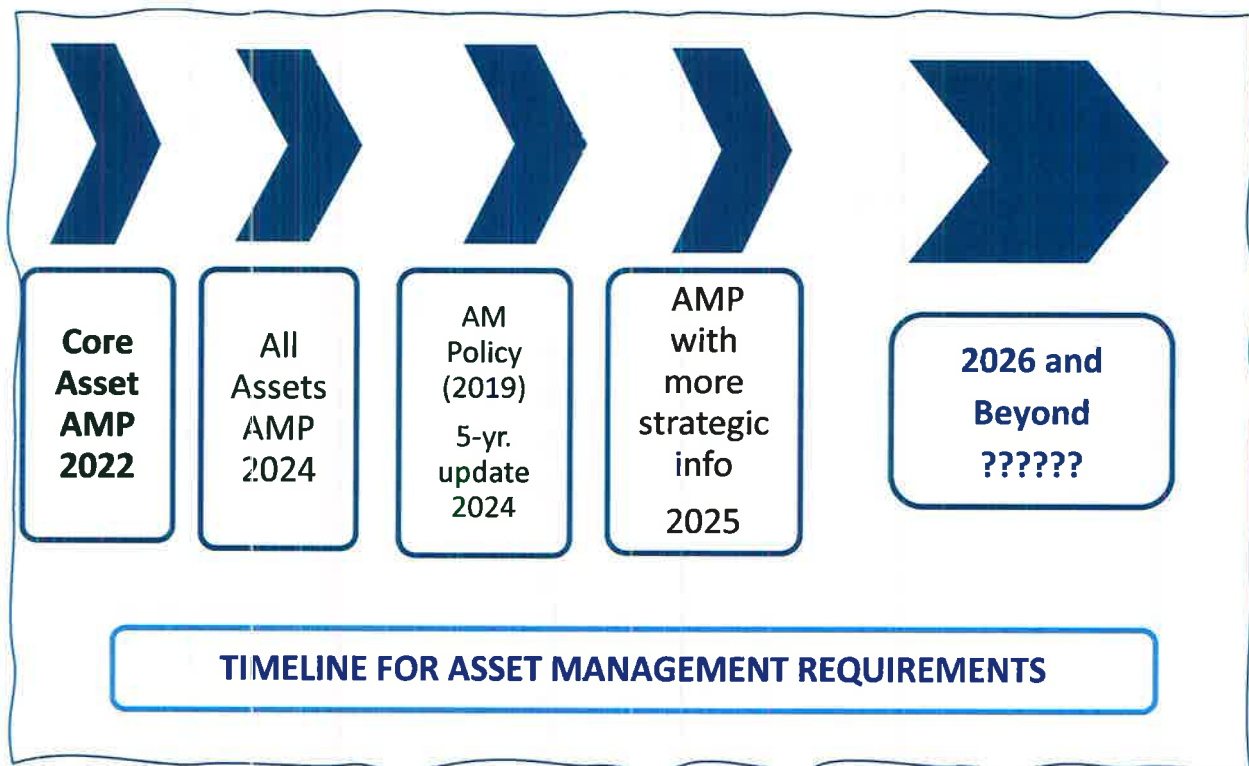 Core
Asset
AMP
2022
All
Assets
AMP
2024
AM
Policy
(2019)
5-yr.
update
2024
AMP
with
more
strategic
info
2025
2026 and
Beyond
??????
TIMELINE FOR ASSET MANAGEMENT REQUIREMENTS